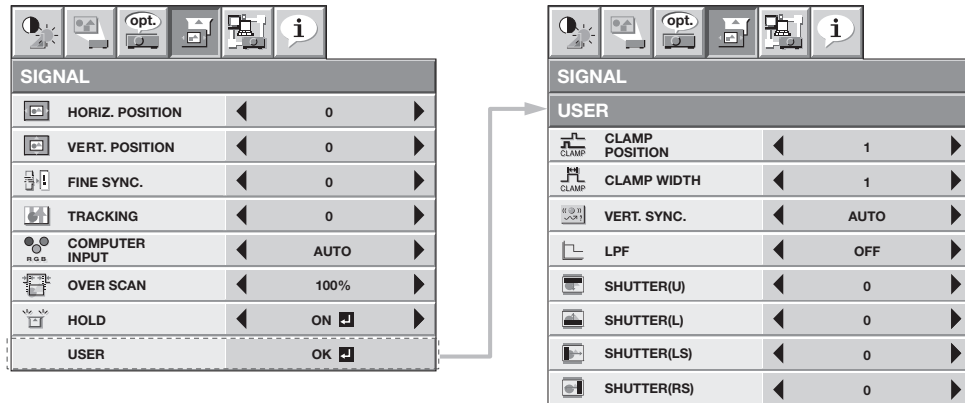 opt.
i
SIGNAL
HORIZ. POSITION 0
VERT. POSITION 0
FINE SYNC. 0
TRACKING 0
R.G.B.
COMPUTER
INPUT
AUTO
OVER SCAN 100%
HOLD ON
USER OK
opt.
i
SIGNAL
USER
CLAMP
CLAMP
POSITION
1
CLAMP
CLAMP WIDTH 1
VERT. SYNC. AUTO
LPF OFF
SHUTTER(U) 0
SHUTTER(L) 0
SHUTTER(LS) 0
SHUTTER(RS) 0